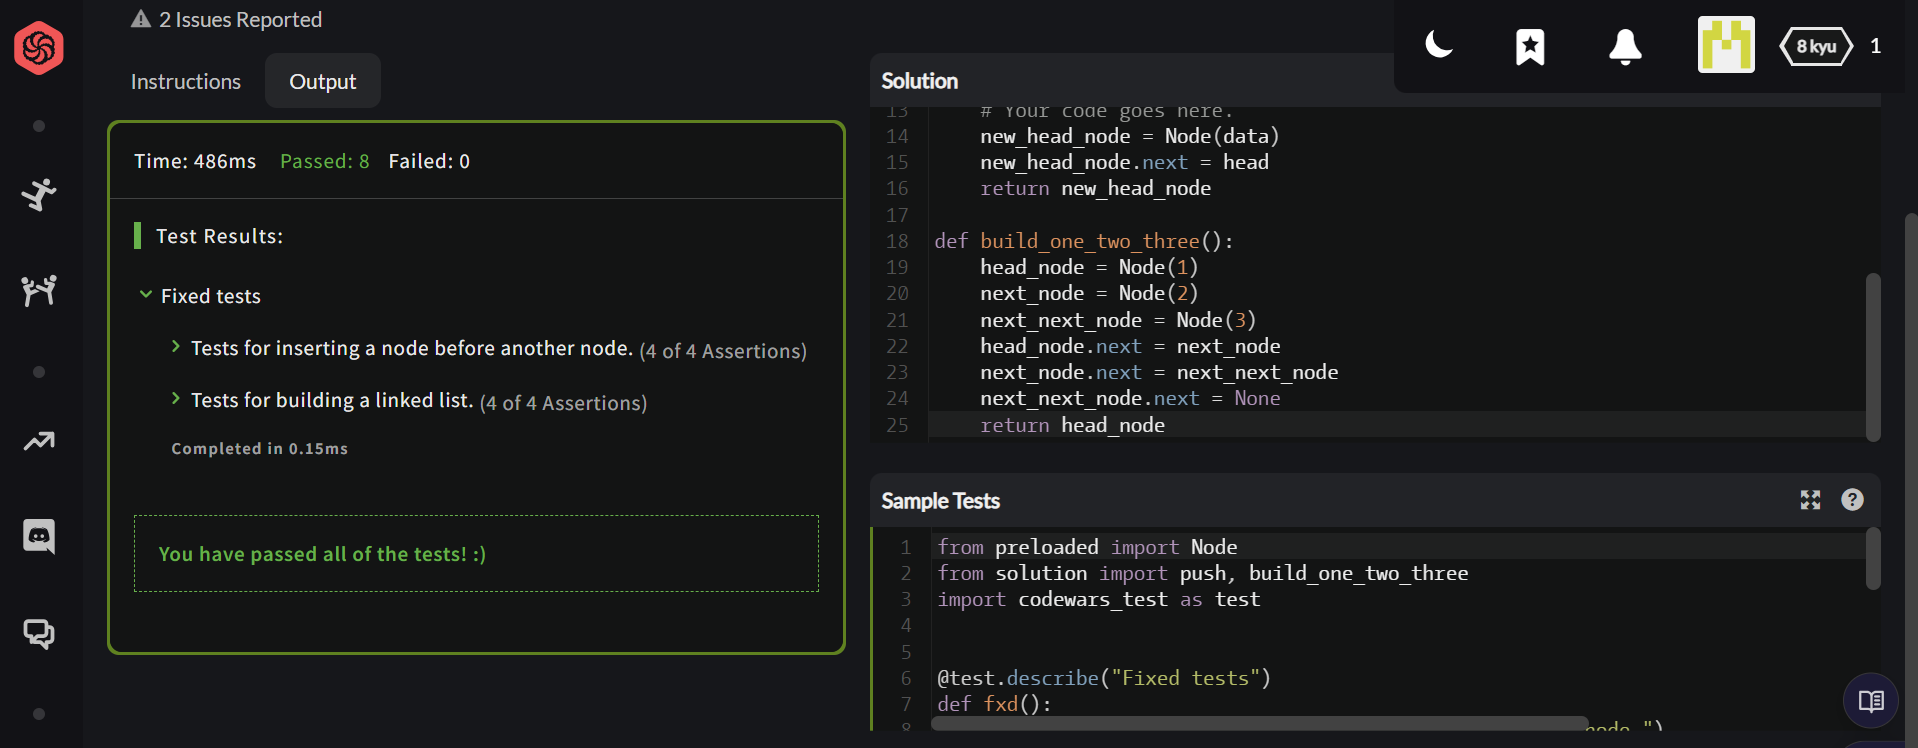 2 Issues Reported
Instructions
Output
Time: 486ms Passed: 8 Failed: 0
Test Results:
Fixed tests
Tests for inserting a node before another node. (4 of 4 Assertions)
Tests for building a linked list. (4 of 4 Assertions)
Completed in 0.15ms
You have passed all of the tests! :)
8 kyu
1
Solution
13 # Your code goes here.
14 new_head_node = Node(data)
15 new_head_node.next = head
16 return new_head_node
17
18 def build_one_two_three():
19 head_node = Node(1)
20 next_node = Node(2)
21 next_next_node = Node(3)
22 head_node.next = next_node
23 next_node.next = next_next_node
24 next_next_node.next = None
25 return head_node
Sample Tests
?
1 from preloaded import Node
2 from solution import push, build_one_two_three
3 import codewars_test as test
4
5
6 @test.describe("Fixed tests")
7 def fxd():
8 node.")